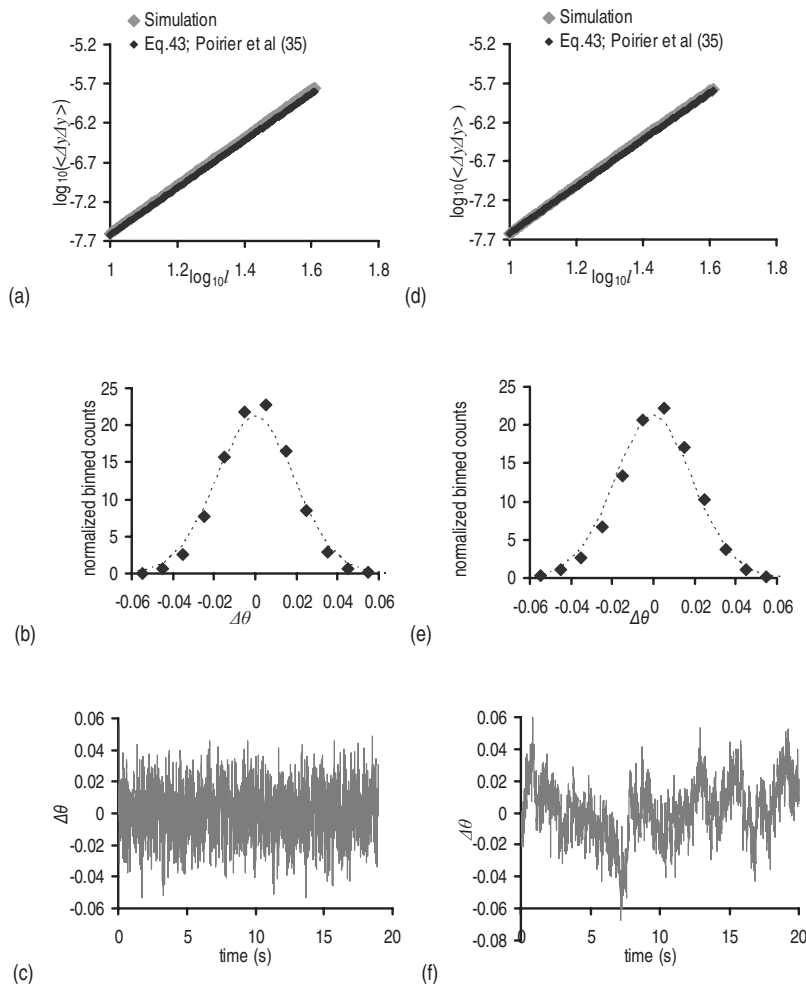 Simulation
Eq.43; Poirier et al (35)
log10(<ΔyΔy>)
-5.2
-5.7
-6.2
-6.7
-7.2
-7.7
1 1.2 1.4 1.6 1.8
log10l
(a)
Simulation
Eq.43; Poirier et al (35)
log10(<ΔyΔy>)
-5.2
-5.7
-6.2
-6.7
-7.2
-7.7
1 1.2 1.4 1.6 1.8
log10l
(d)
normalized binned counts
25
20
15
10
5
0
-0.06 -0.04 -0.02 0 0.02 0.04 0.06
Δθ
(b)
normalized binned counts
25
20
15
10
5
0
-0.06 -0.04 -0.02 0 0.02 0.04 0.06
Δθ
(e)
Δθ
0.06
0.04
0.02
0
-0.02
-0.04
-0.06
0 5 10 15 20
time (s)
(c)
Δθ
0.06
0.04
0.02
0
-0.02
-0.04
-0.06
-0.08
0 5 10 15 20
time (s)
(f)